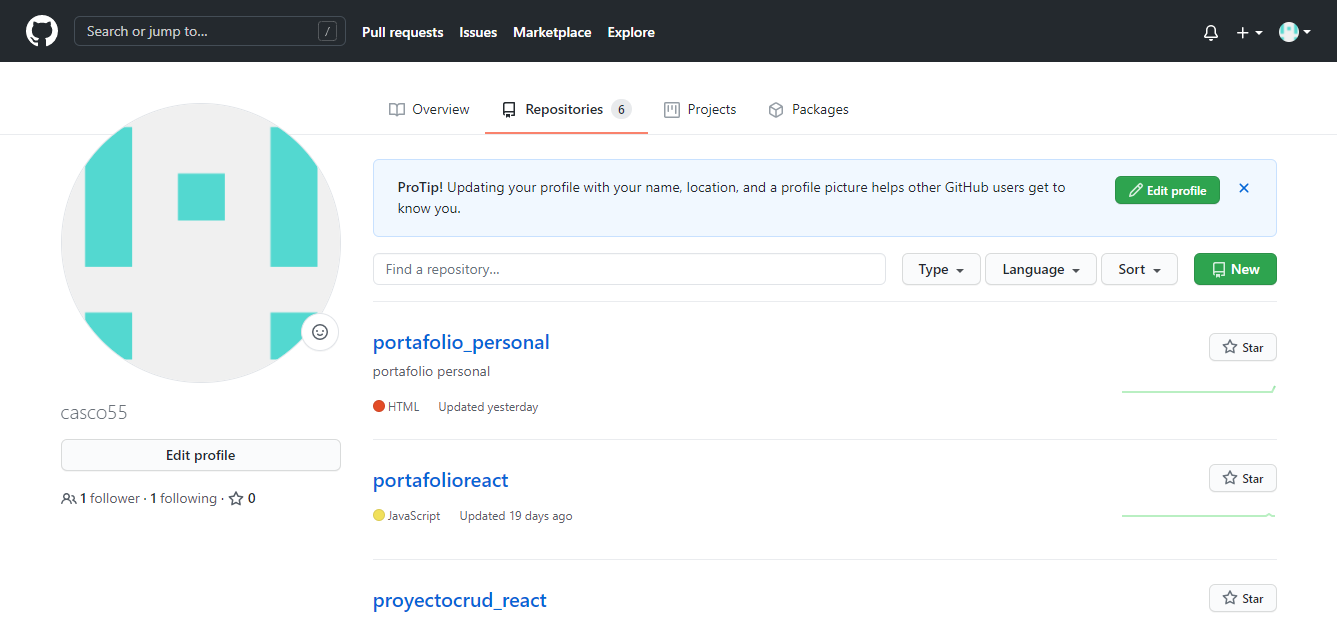 Search or jump to... /
Pull requests Issues Marketplace Explore
Overview Repositories 6 Projects Packages
ProTip! Updating your profile with your name, location, and a profile picture helps other GitHub users get to
know you.
Edit profile
Find a repository...
Type Language Sort New
portafolio_personal
Star
portafolio personal
HTML Updated yesterday
casco55
Edit profile
1 follower · 1 following · 0
portafolioreact
Star
JavaScript Updated 19 days ago
proyectocrud_react
Star